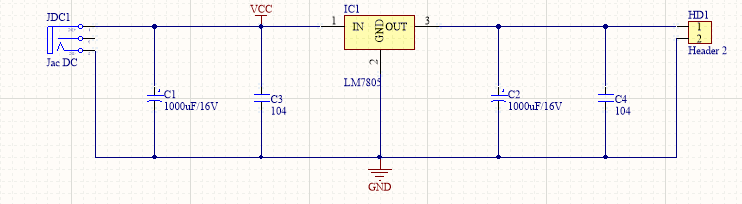 JDC1
VCC
IC1
HD1
1
IN
OUT
3
1
GND
2
2
Jac DC
Header 2
LM7805
C1
1000uF/16V
C3
104
C2
1000uF/16V
C4
104
GND